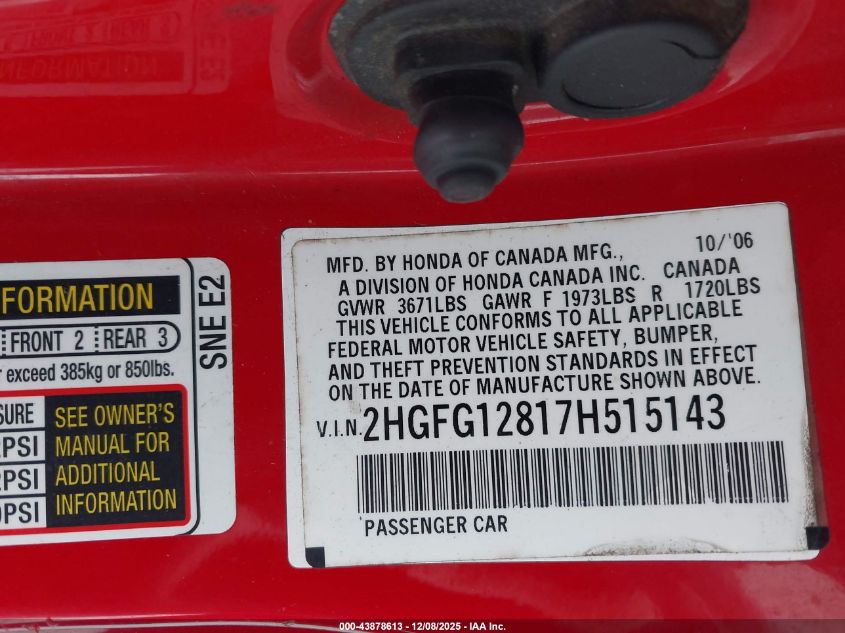 FORMATION
FRONT 2 REAR 3
exceed 385kg or 850lbs.
SEE OWNER'S
MANUAL FOR
ADDITIONAL
INFORMATION
PSI
PSI
PSI
SNE E2
10/'06
MFD. BY HONDA OF CANADA MFG.,
A DIVISION OF HONDA CANADA INC. CANADA
GVWR 3671LBS GAWR F 1973LBS R 1720LBS
THIS VEHICLE CONFORMS TO ALL APPLICABLE
FEDERAL MOTOR VEHICLE SAFETY, BUMPER,
AND THEFT PREVENTION STANDARDS IN EFFECT
ON THE DATE OF MANUFACTURE SHOWN ABOVE.
V.I.N. 2HGFG12817H515143
PASSENGER CAR
000-43878613 - 12/08/2025 - IAA Inc.